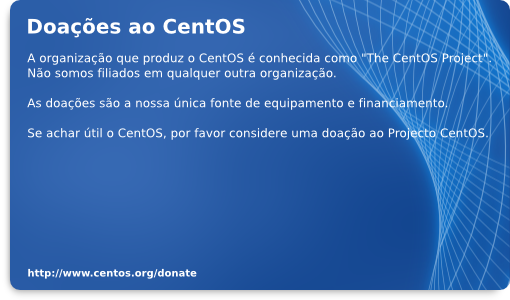 Doações ao CentOS
A organização que produz o CentOS é conhecida como "The CentOS Project".
Não somos filiados em qualquer outra organização.
As doações são a nossa única fonte de equipamento e financiamento.
Se achar útil o CentOS, por favor considere uma doação ao Projecto CentOS.
http://www.centos.org/donate